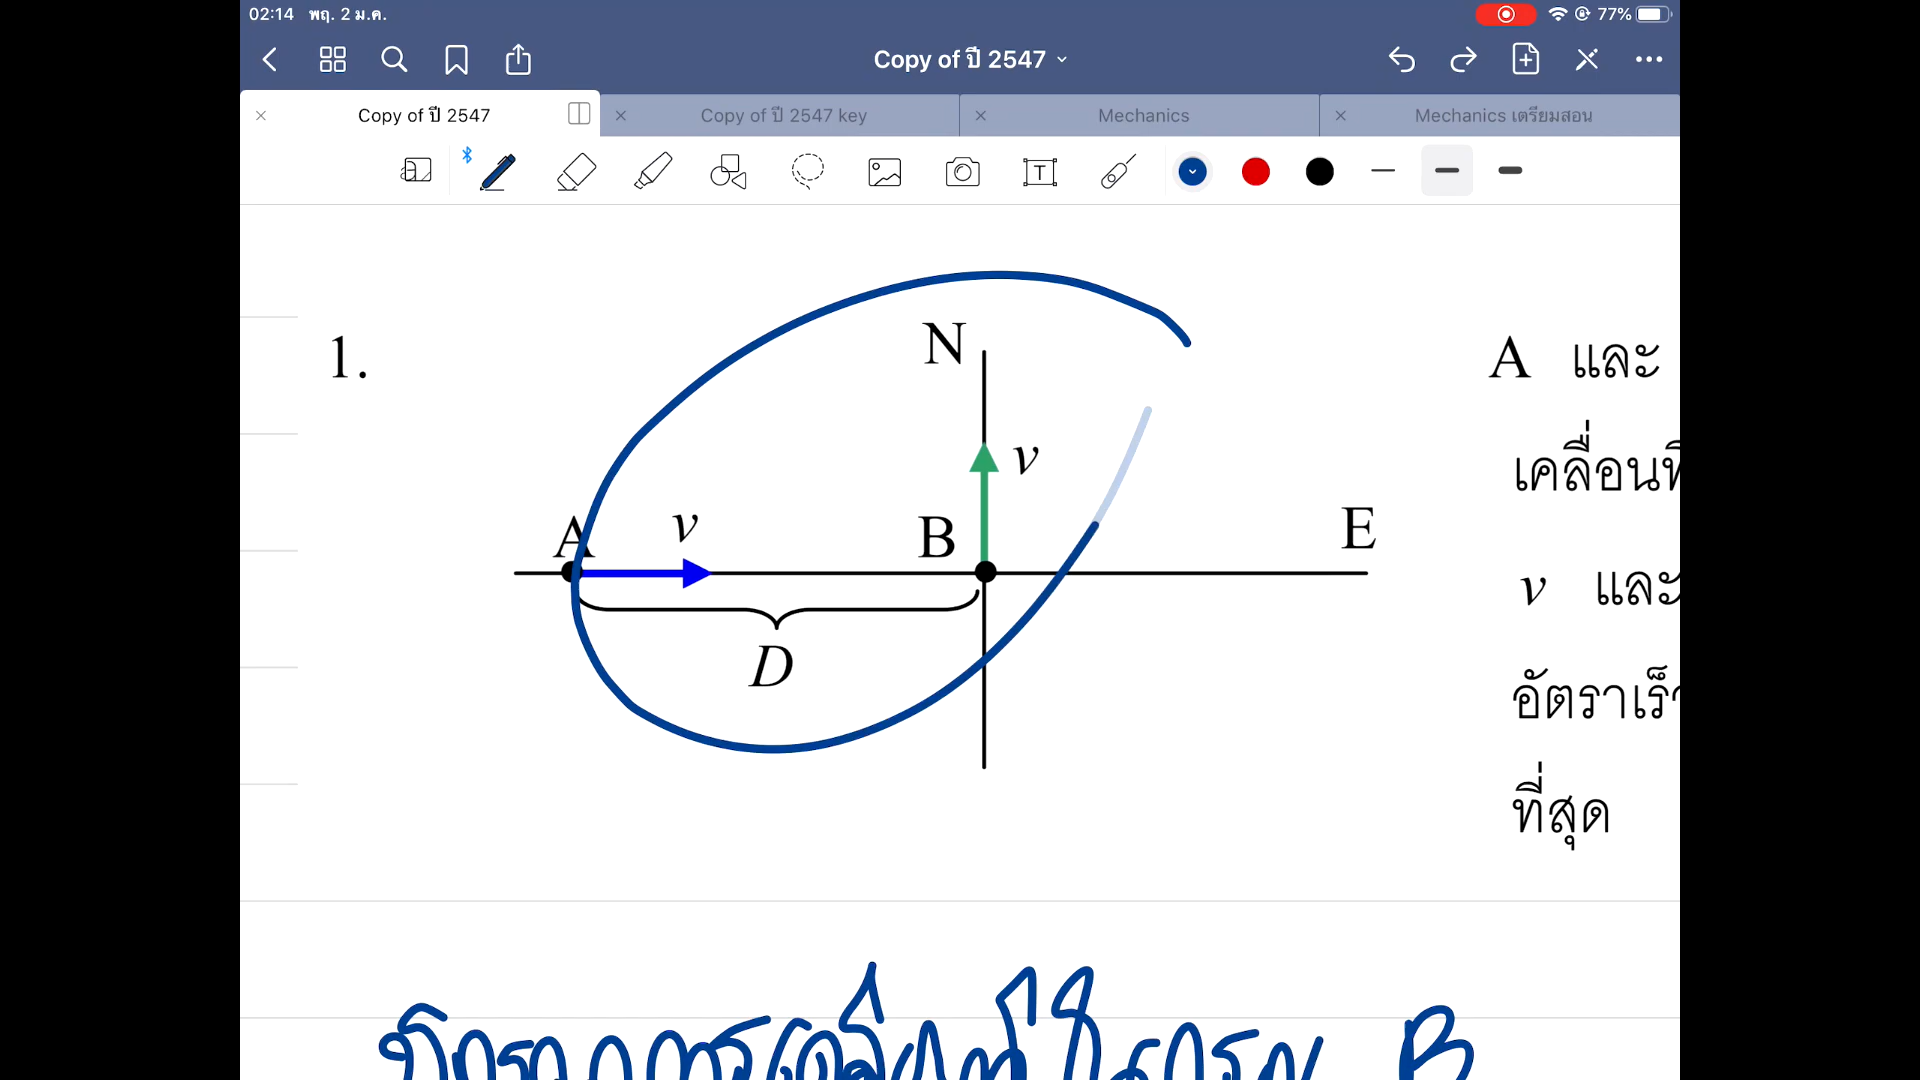 02:14 พฤ. 2 ม.ค.
77%
Copy of ปี 2547
Copy of ปี 2547
Copy of ปี 2547 key
Mechanics
Mechanics เตรียมสอน
T
1.
N
v
A
v
B
E
D
A และ
เคลื่อนที่
v และ
อัตราเร็ว
ที่สุด
B